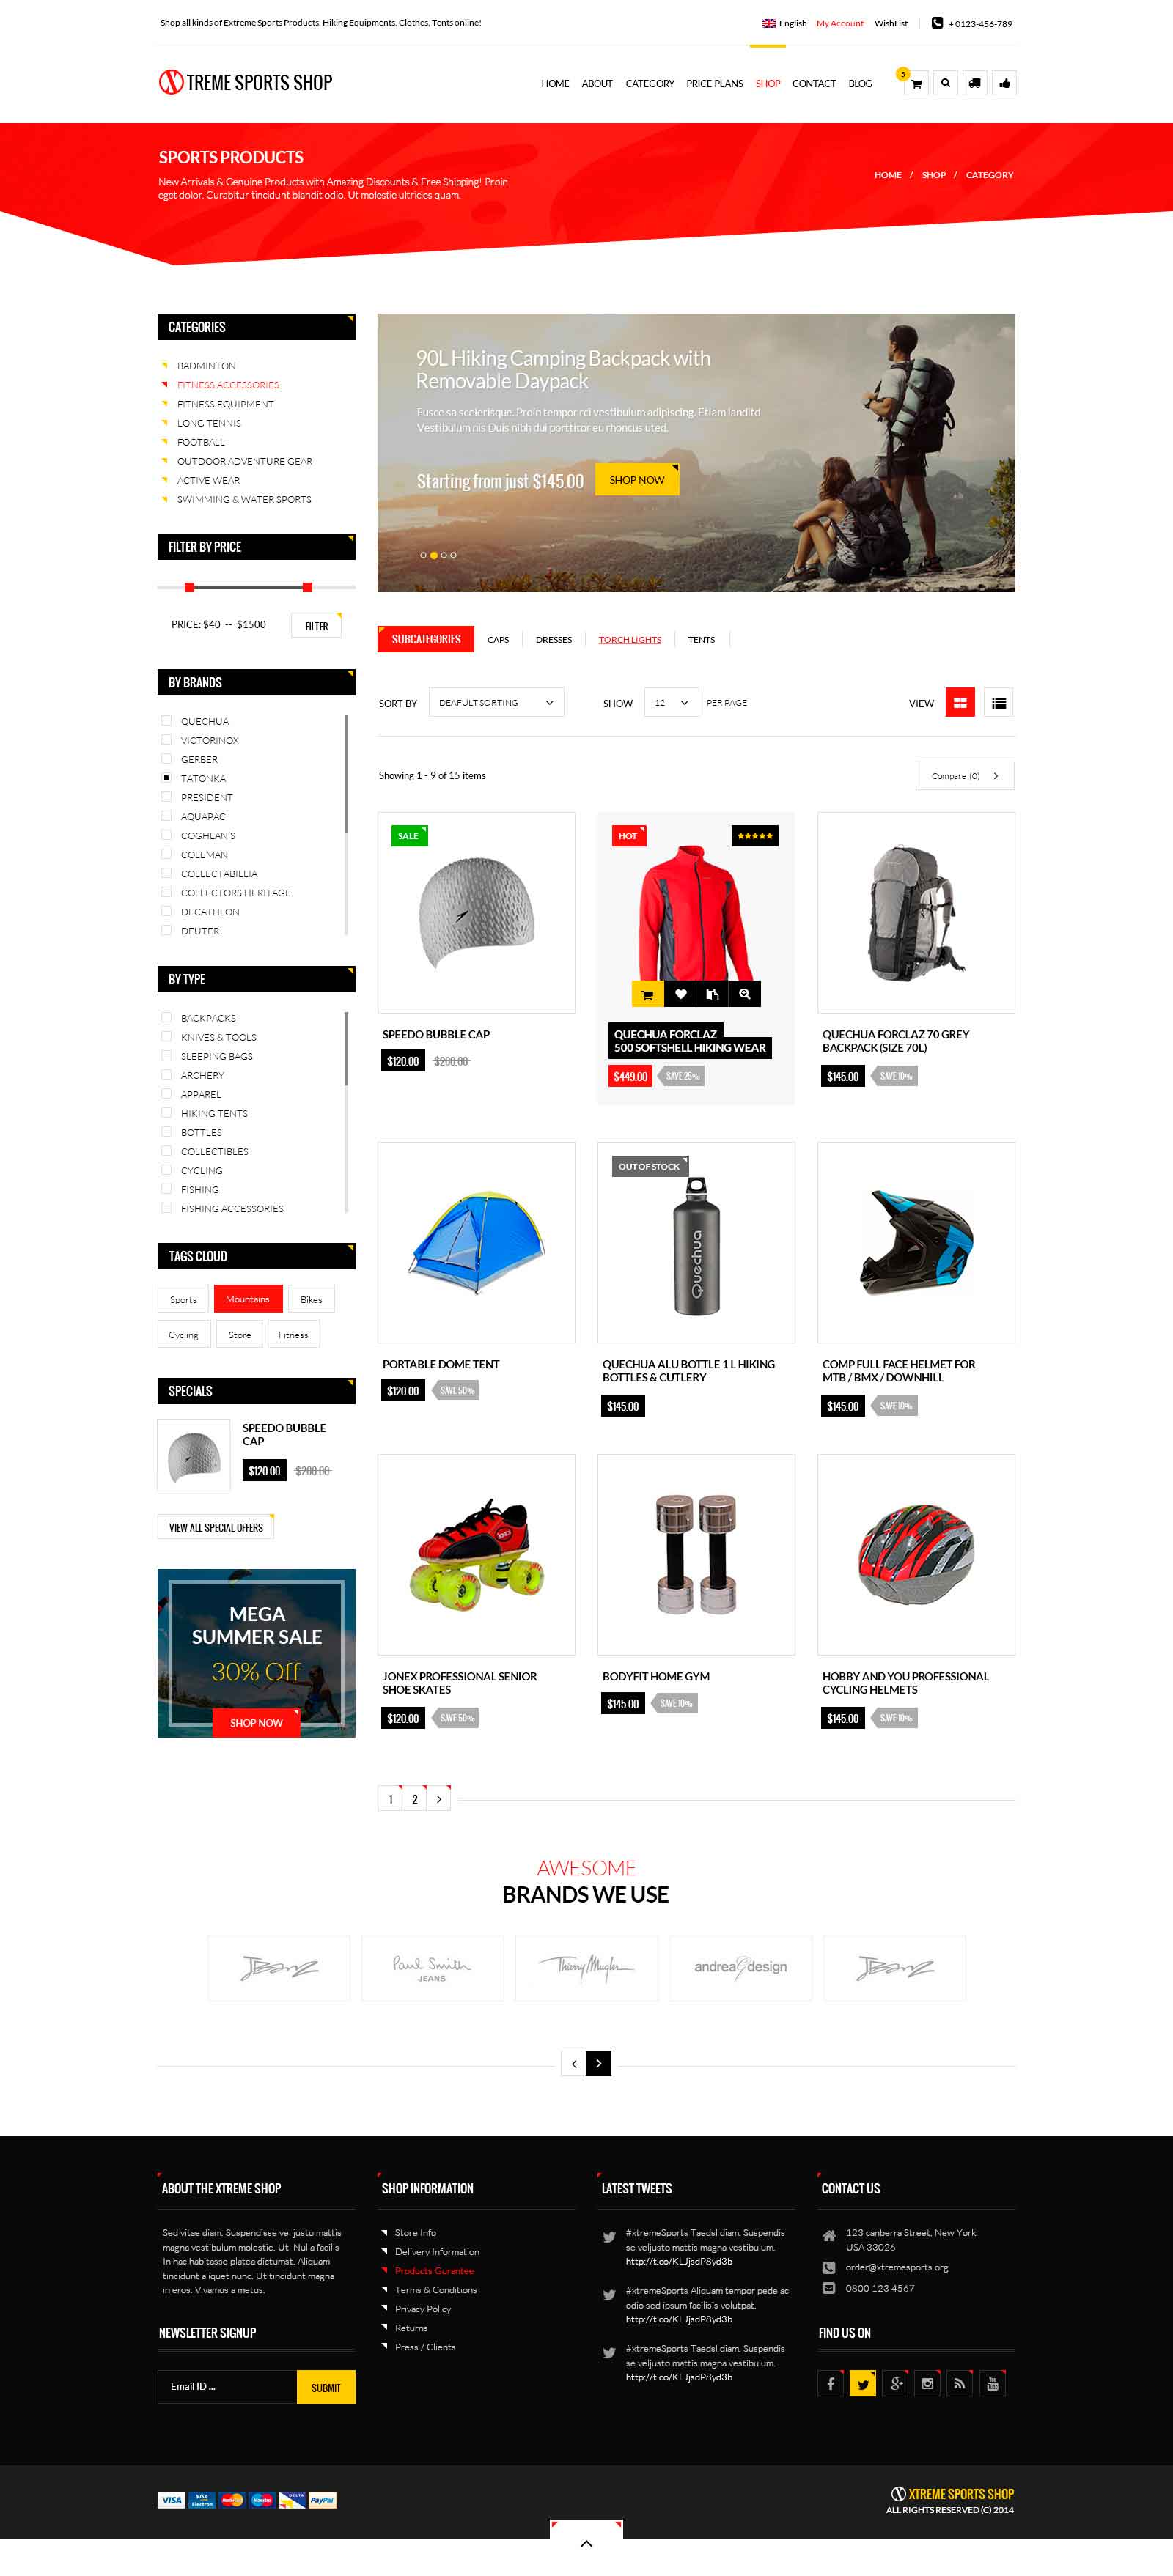 Shop all kinds of Extreme Sports Products, Hiking Equipments, Clothes, Tents online!
English My Account WishList + 0123-456-789
XTREME SPORTS SHOP
HOME ABOUT CATEGORY PRICE PLANS SHOP CONTACT BLOG
5
SPORTS PRODUCTS
New Arrivals & Genuine Products with Amazing Discounts & Free Shipping! Proin
eget dolor. Curabitur tincidunt blandit odio. Ut molestie ultricies quam.
HOME / SHOP / CATEGORY
CATEGORIES
BADMINTON
FITNESS ACCESSORIES
FITNESS EQUIPMENT
LONG TENNIS
FOOTBALL
OUTDOOR ADVENTURE GEAR
ACTIVE WEAR
SWIMMING & WATER SPORTS
FILTER BY PRICE
PRICE: $40 -- $1500
FILTER
BY BRANDS
QUECHUA
VICTORINOX
GERBER
TATONKA
PRESIDENT
AQUAPAC
COGHLAN'S
COLEMAN
COLLECTABILLIA
COLLECTORS HERITAGE
DECATHLON
DEUTER
BY TYPE
BACKPACKS
KNIVES & TOOLS
SLEEPING BAGS
ARCHERY
APPAREL
HIKING TENTS
BOTTLES
COLLECTIBLES
CYCLING
FISHING
FISHING ACCESSORIES
TAGS CLOUD
Sports Mountains Bikes
Cycling Store Fitness
SPECIALS
SPEEDO BUBBLE
CAP
$120.00 $200.00
VIEW ALL SPECIAL OFFERS
MEGA
SUMMER SALE
30% Off
SHOP NOW
90L Hiking Camping Backpack with
Removable Daypack
Fusce sa scelerisque. Proin tempor rci vestibulum adipiscing. Etiam landitd
Vestibulum nis Duis nibh dui porttitor eu rhoncus uted.
Starting from just $145.00
SHOP NOW
SUBCATEGORIES CAPS DRESSES TORCH LIGHTS TENTS
SORT BY DEAFULT SORTING SHOW 12 PER PAGE VIEW
Showing 1 - 9 of 15 items
Compare (0)
SALE
SPEEDO BUBBLE CAP
$120.00 $200.00
HOT
QUECHUA FORCLAZ
500 SOFTSHELL HIKING WEAR
$449.00 SAVE 25%
QUECHUA FORCLAZ 70 GREY
BACKPACK (SIZE 70L)
$145.00 SAVE 10%
PORTABLE DOME TENT
$120.00 SAVE 50%
OUT OF STOCK
Quechua
QUECHUA ALU BOTTLE 1 L HIKING
BOTTLES & CUTLERY
$145.00
COMP FULL FACE HELMET FOR
MTB / BMX / DOWNHILL
$145.00 SAVE 10%
JONEX PROFESSIONAL SENIOR
SHOE SKATES
$120.00 SAVE 50%
BODYFIT HOME GYM
$145.00 SAVE 10%
HOBBY AND YOU PROFESSIONAL
CYCLING HELMETS
$145.00 SAVE 10%
1 2
AWESOME
BRANDS WE USE
Paul Smith
JEANS
Thierry Mugler
andrea design
ABOUT THE XTREME SHOP
Sed vitae diam. Suspendisse vel justo mattis
magna vestibulum molestie. Ut Nulla facilis
In hac habitasse platea dictumst. Aliquam
tincidunt aliquet nunc. Ut tincidunt magna
in eros. Vivamus a metus.
NEWSLETTER SIGNUP
Email ID ... SUBMIT
SHOP INFORMATION
Store Info
Delivery Information
Products Gurantee
Terms & Conditions
Privacy Policy
Returns
Press / Clients
LATEST TWEETS
#xtremeSports Taedsl diam. Suspendis
se veljusto mattis magna vestibulum.
http://t.co/KLJjsdP8yd3b
#xtremeSports Aliquam tempor pede ac
odio sed ipsum facilisis volutpat.
http://t.co/KLJjsdP8yd3b
#xtremeSports Taedsl diam. Suspendis
se veljusto mattis magna vestibulum.
http://t.co/KLJjsdP8yd3b
CONTACT US
123 canberra Street, New York,
USA 33026
order@xtremesports.org
0800 123 4567
FIND US ON
VISA VISA Electron MasterCard Maestro DELTA PayPal
XTREME SPORTS SHOP
ALL RIGHTS RESERVED (C) 2014